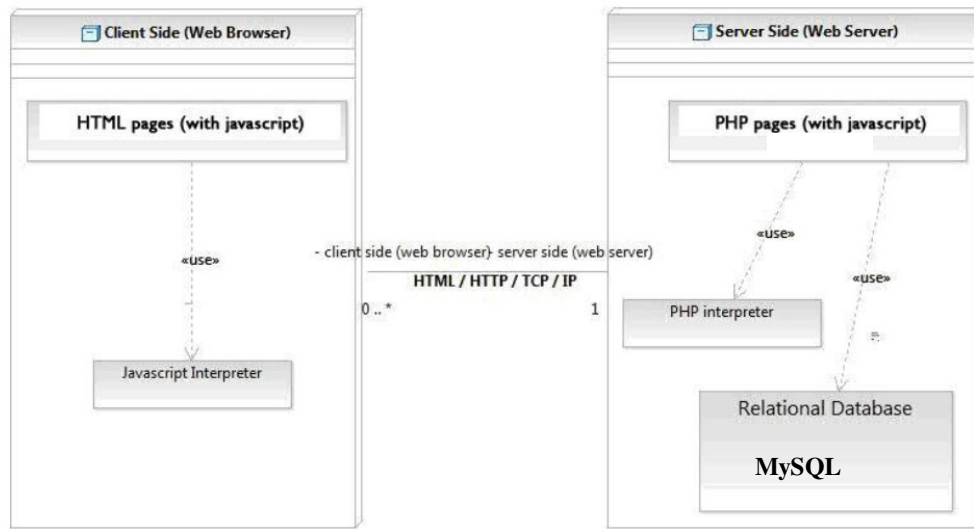 Client Side (Web Browser)
HTML pages (with javascript)
«use»
Javascript Interpreter
- client side (web browser)- server side (web server)
HTML / HTTP / TCP / IP
0 .. *
1
Server Side (Web Server)
PHP pages (with javascript)
«use»
«use»
PHP interpreter
Relational Database
MySQL